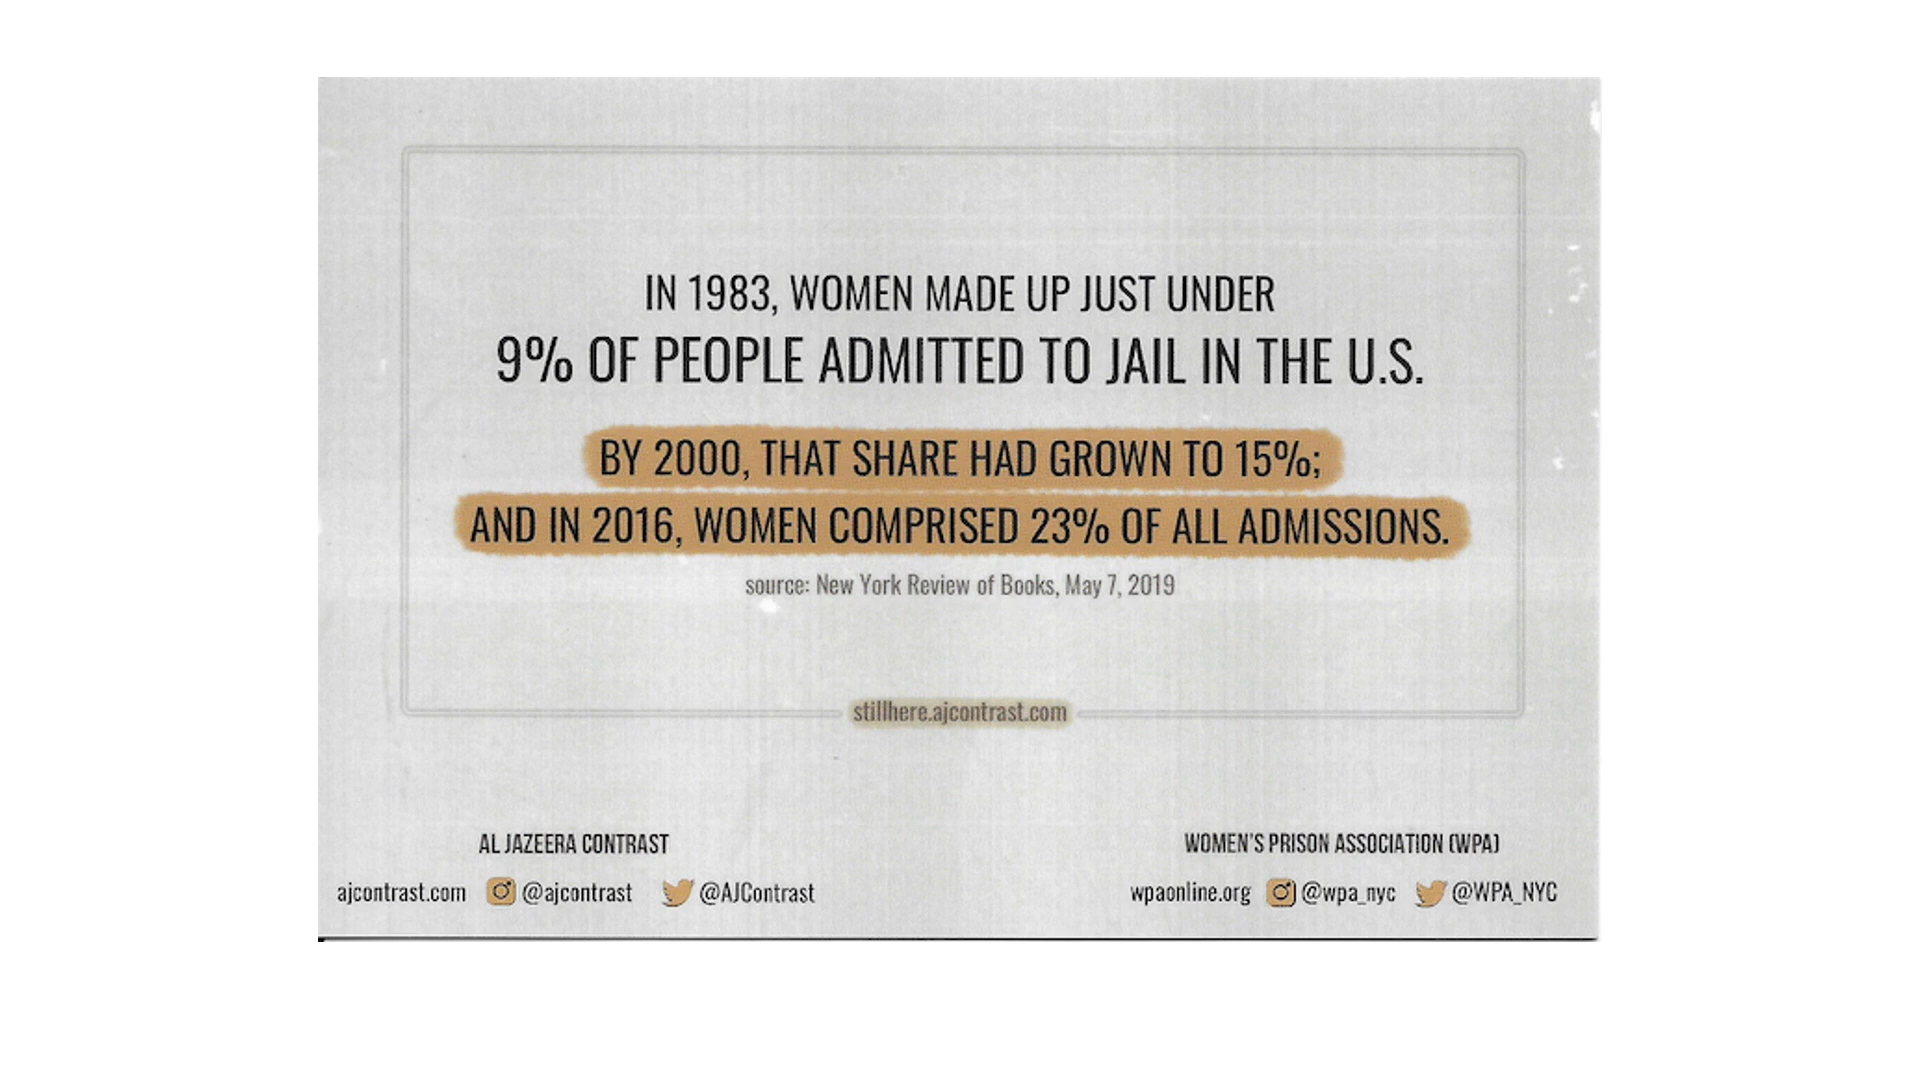 IN 1983, WOMEN MADE UP JUST UNDER
9% OF PEOPLE ADMITTED TO JAIL IN THE U.S.
BY 2000, THAT SHARE HAD GROWN TO 15%;
AND IN 2016, WOMEN COMPRISED 23% OF ALL ADMISSIONS.
source: New York Review of Books, May 7, 2019
stillhere.ajcontrast.com
AL JAZEERA CONTRAST
ajcontrast.com @ajcontrast @AJContrast
WOMEN'S PRISON ASSOCIATION (WPA)
wpaonline.org @wpa_nyc @WPA_NYC